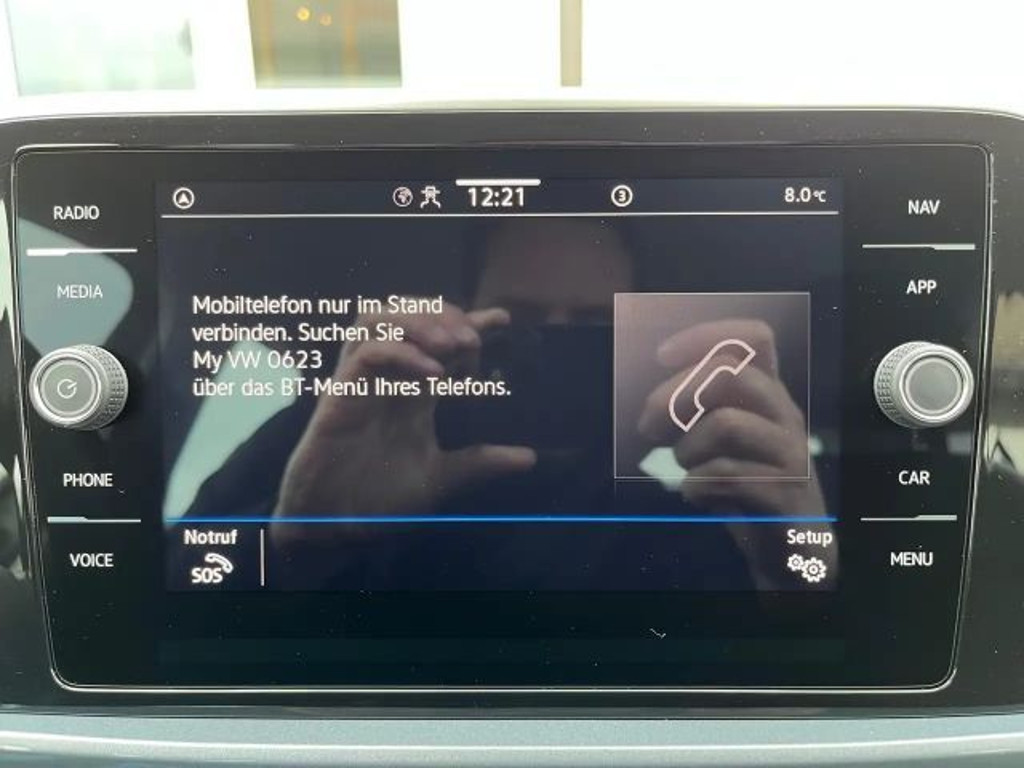 RADIO
MEDIA
PHONE
VOICE
12:21
3
8.0°C
Mobiltelefon nur im Stand
verbinden. Suchen Sie
My VW 0623
über das BT-Menü Ihres Telefons.
Notruf
SOS
Setup
NAV
APP
CAR
MENU